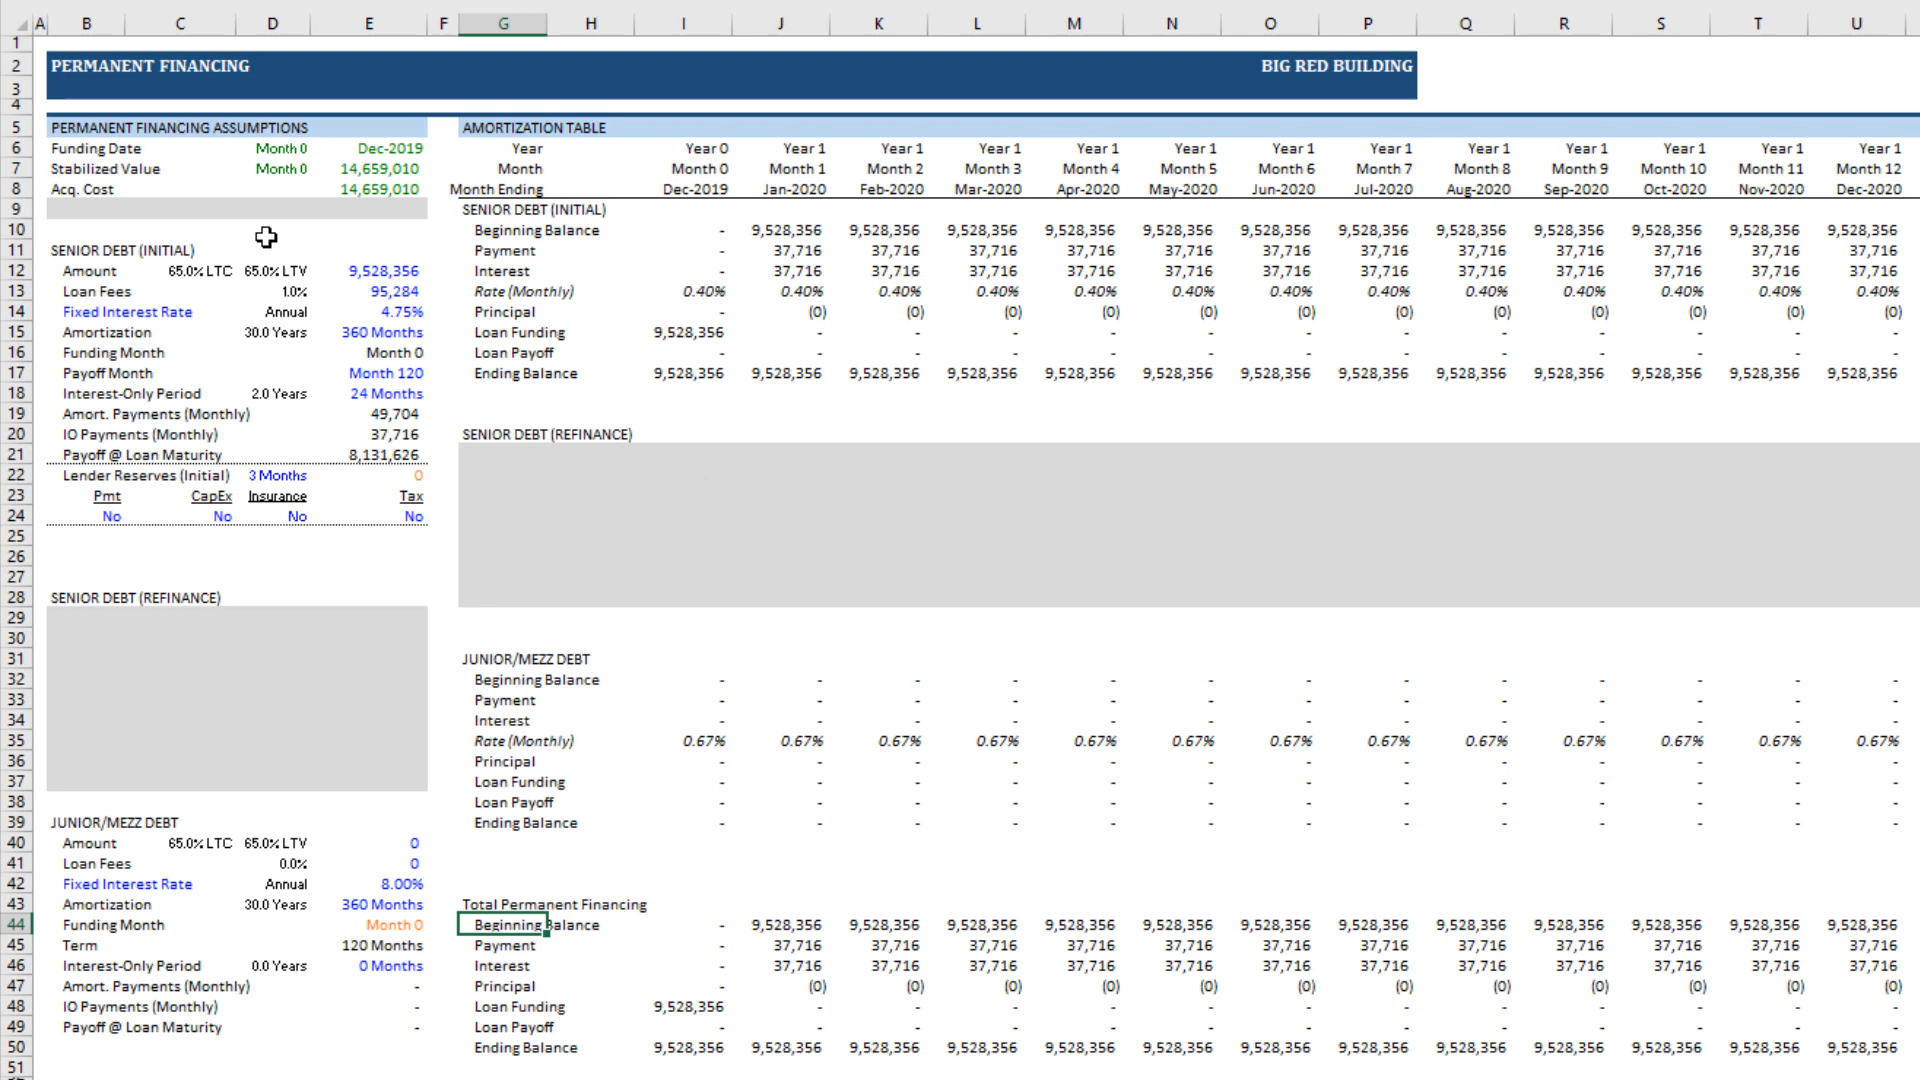 A B C D E F G H I J K L M N O P Q R S T U
1
2 PERMANENT FINANCING BIG RED BUILDING
3
4
5 PERMANENT FINANCING ASSUMPTIONS AMORTIZATION TABLE
6 Funding Date Month 0 Dec-2019 Year Year 0 Year 1 Year 1 Year 1 Year 1 Year 1 Year 1 Year 1 Year 1 Year 1 Year 1 Year 1 Year 1
7 Stabilized Value Month 0 14,659,010 Month Month 0 Month 1 Month 2 Month 3 Month 4 Month 5 Month 6 Month 7 Month 8 Month 9 Month 10 Month 11 Month 12
8 Acq. Cost 14,659,010 Month Ending Dec-2019 Jan-2020 Feb-2020 Mar-2020 Apr-2020 May-2020 Jun-2020 Jul-2020 Aug-2020 Sep-2020 Oct-2020 Nov-2020 Dec-2020
9 SENIOR DEBT (INITIAL)
10 Beginning Balance - 9,528,356 9,528,356 9,528,356 9,528,356 9,528,356 9,528,356 9,528,356 9,528,356 9,528,356 9,528,356 9,528,356 9,528,356
11 SENIOR DEBT (INITIAL) Payment - 37,716 37,716 37,716 37,716 37,716 37,716 37,716 37,716 37,716 37,716 37,716 37,716
12 Amount 65.0% LTC 65.0% LTV 9,528,356 Interest - 37,716 37,716 37,716 37,716 37,716 37,716 37,716 37,716 37,716 37,716 37,716 37,716
13 Loan Fees 1.0% 95,284 Rate (Monthly) 0.40% 0.40% 0.40% 0.40% 0.40% 0.40% 0.40% 0.40% 0.40% 0.40% 0.40% 0.40% 0.40%
14 Fixed Interest Rate Annual 4.75% Principal - (0) (0) (0) (0) (0) (0) (0) (0) (0) (0) (0) (0)
15 Amortization 30.0 Years 360 Months Loan Funding 9,528,356 - - - - - - - - - - - -
16 Funding Month Month 0 Loan Payoff - - - - - - - - - - - - -
17 Payoff Month Month 120 Ending Balance 9,528,356 9,528,356 9,528,356 9,528,356 9,528,356 9,528,356 9,528,356 9,528,356 9,528,356 9,528,356 9,528,356 9,528,356 9,528,356
18 Interest-Only Period 2.0 Years 24 Months
19 Amort. Payments (Monthly) 49,704
20 IO Payments (Monthly) 37,716 SENIOR DEBT (REFINANCE)
21 Payoff @ Loan Maturity 8,131,626
22 Lender Reserves (Initial) 3 Months 0
23 Pmt CapEx Insurance Tax
24 No No No No
25
26
27
28 SENIOR DEBT (REFINANCE)
29
30
31 JUNIOR/MEZZ DEBT
32 Beginning Balance - - - - - - - - - - - - -
33 Payment - - - - - - - - - - - - -
34 Interest - - - - - - - - - - - - -
35 Rate (Monthly) 0.67% 0.67% 0.67% 0.67% 0.67% 0.67% 0.67% 0.67% 0.67% 0.67% 0.67% 0.67% 0.67%
36 Principal - - - - - - - - - - - - -
37 Loan Funding - - - - - - - - - - - - -
38 Loan Payoff - - - - - - - - - - - - -
39 JUNIOR/MEZZ DEBT Ending Balance - - - - - - - - - - - - -
40 Amount 65.0% LTC 65.0% LTV 0
41 Loan Fees 0.0% 0
42 Fixed Interest Rate Annual 8.00%
43 Amortization 30.0 Years 360 Months Total Permanent Financing
44 Funding Month Month 0 Beginning Balance - 9,528,356 9,528,356 9,528,356 9,528,356 9,528,356 9,528,356 9,528,356 9,528,356 9,528,356 9,528,356 9,528,356 9,528,356
45 Term 120 Months Payment - 37,716 37,716 37,716 37,716 37,716 37,716 37,716 37,716 37,716 37,716 37,716 37,716
46 Interest-Only Period 0.0 Years 0 Months Interest - 37,716 37,716 37,716 37,716 37,716 37,716 37,716 37,716 37,716 37,716 37,716 37,716
47 Amort. Payments (Monthly) - Principal - (0) (0) (0) (0) (0) (0) (0) (0) (0) (0) (0) (0)
48 IO Payments (Monthly) - Loan Funding 9,528,356 - - - - - - - - - - - -
49 Payoff @ Loan Maturity - Loan Payoff - - - - - - - - - - - - -
50 Ending Balance 9,528,356 9,528,356 9,528,356 9,528,356 9,528,356 9,528,356 9,528,356 9,528,356 9,528,356 9,528,356 9,528,356 9,528,356 9,528,356
51